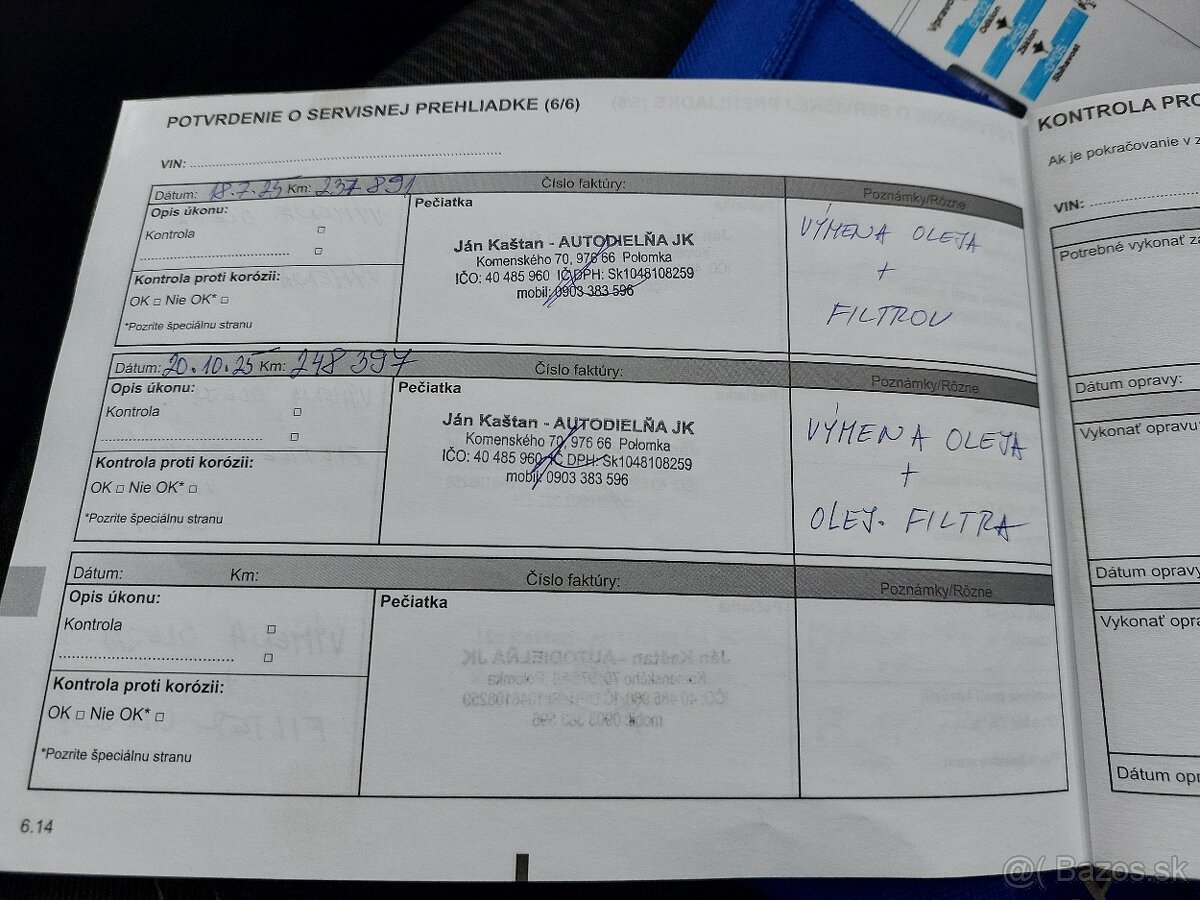 POTVRDENIE O SERVISNEJ PREHLIADKE (6/6)
VIN:
Dátum: 18.7.25 Km: 237 891 Číslo faktúry: Poznámky/Rôzne
Opis úkonu:
Kontrola
Kontrola proti korózii:
OK □ Nie OK* □
*Pozrite špeciálnu stranu
Pečiatka
Ján Kaštan - AUTODIELŇA JK
Komenského 70, 976 66 Polomka
IČO: 40 485 960 IČ DPH: Sk1048108259
mobil: 0903 383 596
VÝMENA OLEJA
+
FILTROV
Dátum: 20.10.25 Km: 248 397 Číslo faktúry: Poznámky/Rôzne
Opis úkonu:
Kontrola
Kontrola proti korózii:
OK □ Nie OK* □
*Pozrite špeciálnu stranu
Pečiatka
Ján Kaštan - AUTODIELŇA JK
Komenského 70, 976 66 Polomka
IČO: 40 485 960 IČ DPH: Sk1048108259
mobil: 0903 383 596
VÝMENA OLEJA
+
OLEJ. FILTRA
Dátum: Km: Číslo faktúry: Poznámky/Rôzne
Opis úkonu:
Kontrola
Kontrola proti korózii:
OK □ Nie OK* □
*Pozrite špeciálnu stranu
Pečiatka
6.14
KONTROLA PRO
Ak je pokračovanie v z
VIN:
Potrebné vykonať za
Dátum opravy:
Vykonať opravu:
Dátum opravy
Vykonať opra
Dátum opr
@( Bazos.sk